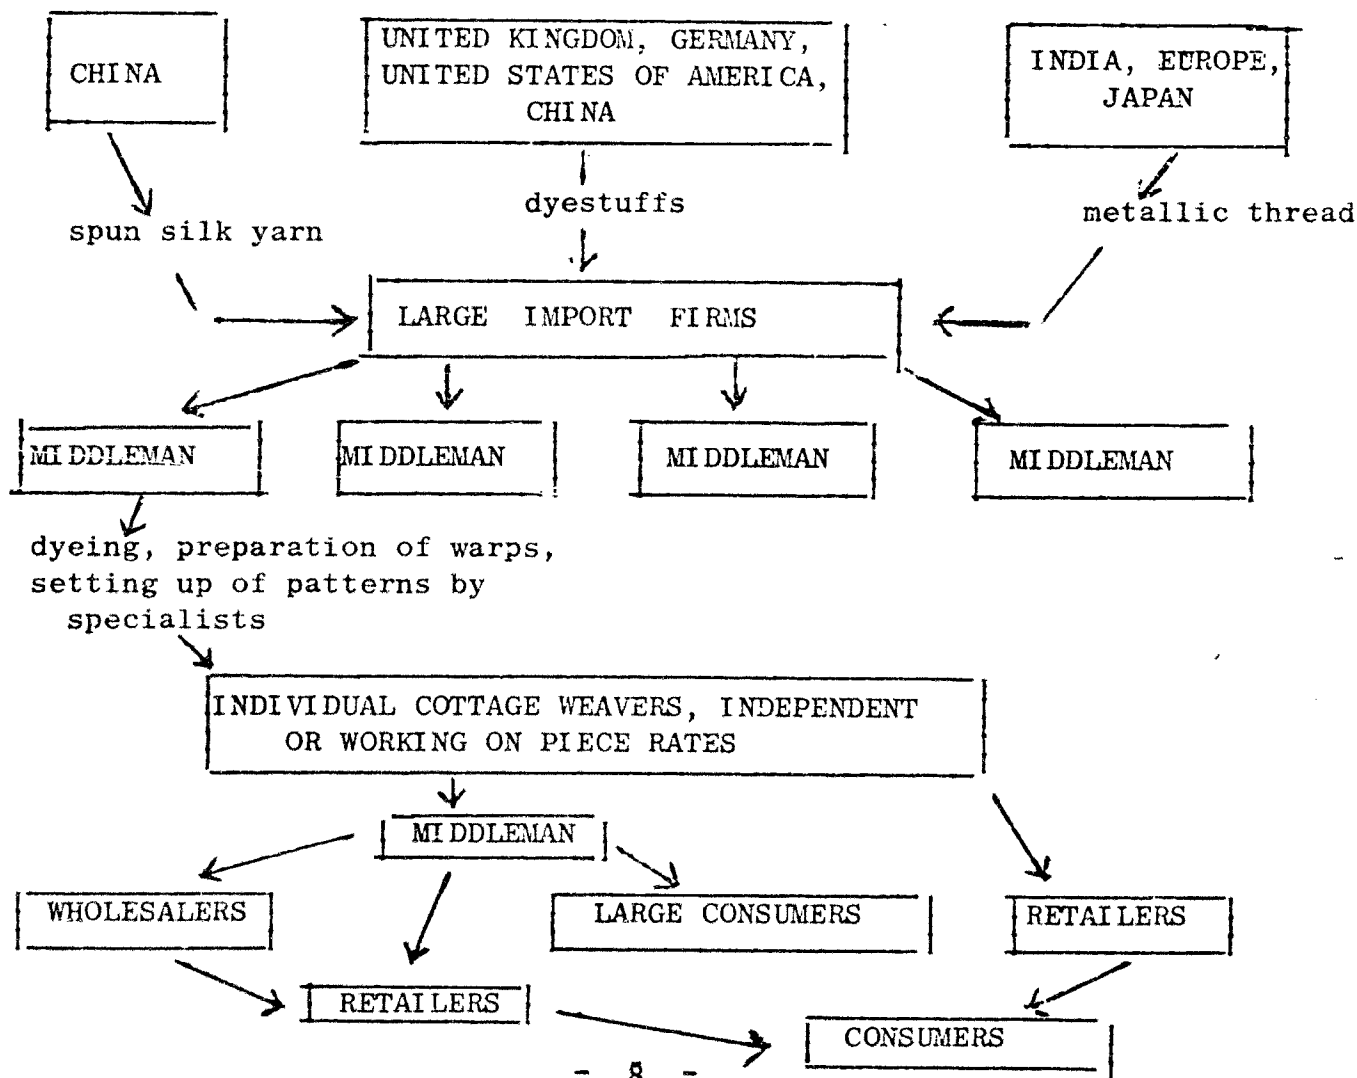 CHINA
UNITED KINGDOM, GERMANY,
UNITED STATES OF AMERICA,
CHINA
INDIA, EUROPE,
JAPAN
spun silk yarn
dyestuffs
metallic thread
LARGE IMPORT FIRMS
MIDDLEMAN
MIDDLEMAN
MIDDLEMAN
MIDDLEMAN
dyeing, preparation of warps,
setting up of patterns by
specialists
INDIVIDUAL COTTAGE WEAVERS, INDEPENDENT
OR WORKING ON PIECE RATES
MIDDLEMAN
WHOLESALERS
LARGE CONSUMERS
RETAILERS
RETAILERS
CONSUMERS
- 8 -